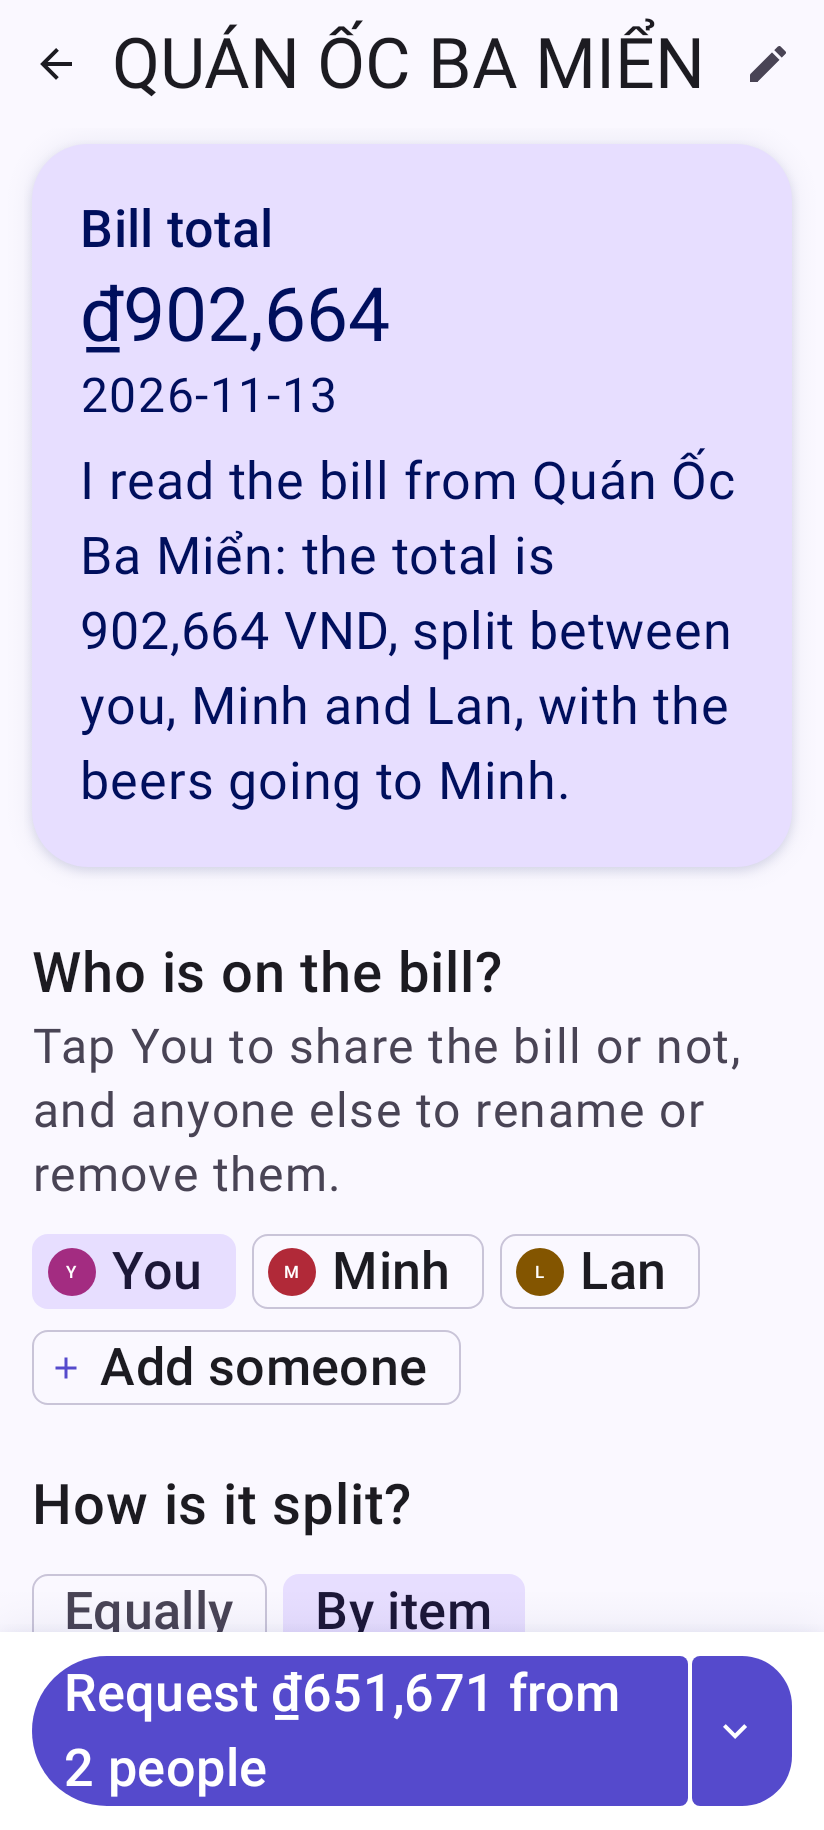 QUÁN ỐC BA MIỂN
Bill total
₫902,664
2026-11-13
I read the bill from Quán Ốc
Ba Miển: the total is
902,664 VND, split between
you, Minh and Lan, with the
beers going to Minh.
Who is on the bill?
Tap You to share the bill or not,
and anyone else to rename or
remove them.
Y You M Minh L Lan
+ Add someone
How is it split?
Equally By item
Request ₫651,671 from
2 people